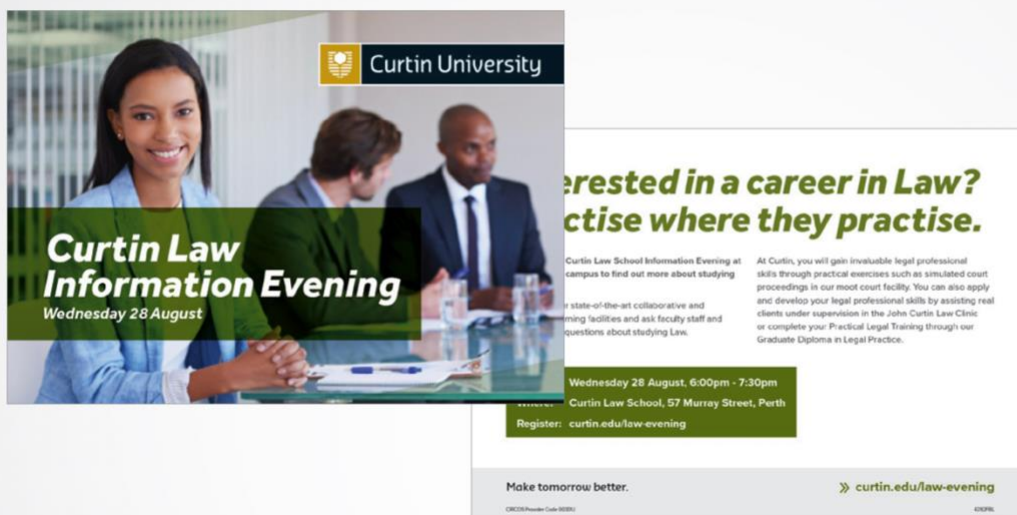 Curtin University
Curtin Law
Information Evening
Wednesday 28 August
erested in a career in Law?
ctise where they practise.
Curtin Law School Information Evening at
campus to find out more about studying
state-of-the-art collaborative and
ning facilities and ask faculty staff and
questions about studying Law.
At Curtin, you will gain invaluable legal professional
skills through practical exercises such as simulated court
proceedings in our moot court facility. You can also apply
and develop your legal professional skills by assisting real
clients under supervision in the John Curtin Law Clinic
or complete your Practical Legal Training through our
Graduate Diploma in Legal Practice.
Wednesday 28 August, 6:00pm - 7:30pm
Curtin Law School, 57 Murray Street, Perth
Register: curtin.edu/law-evening
Make tomorrow better.
» curtin.edu/law-evening
CRICOS Provider Code